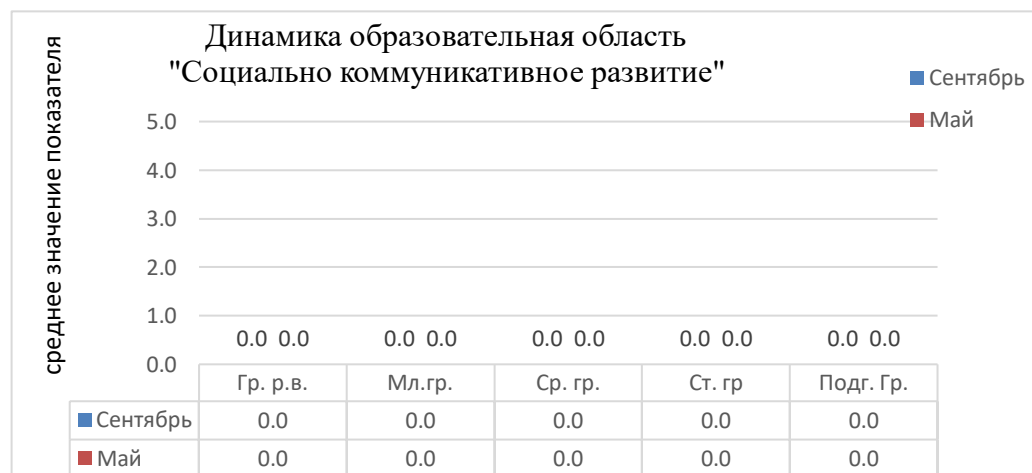 Динамика образовательная область
"Социально коммуникативное развитие"
среднее значение показателя
Сентябрь
Май
5.0
4.0
3.0
2.0
1.0
0.0
0.0 0.0 0.0 0.0 0.0 0.0 0.0 0.0 0.0 0.0
Гр. р.в. Мл.гр. Ср. гр. Ст. гр Подг. Гр.
Сентябрь 0.0 0.0 0.0 0.0 0.0
Май 0.0 0.0 0.0 0.0 0.0